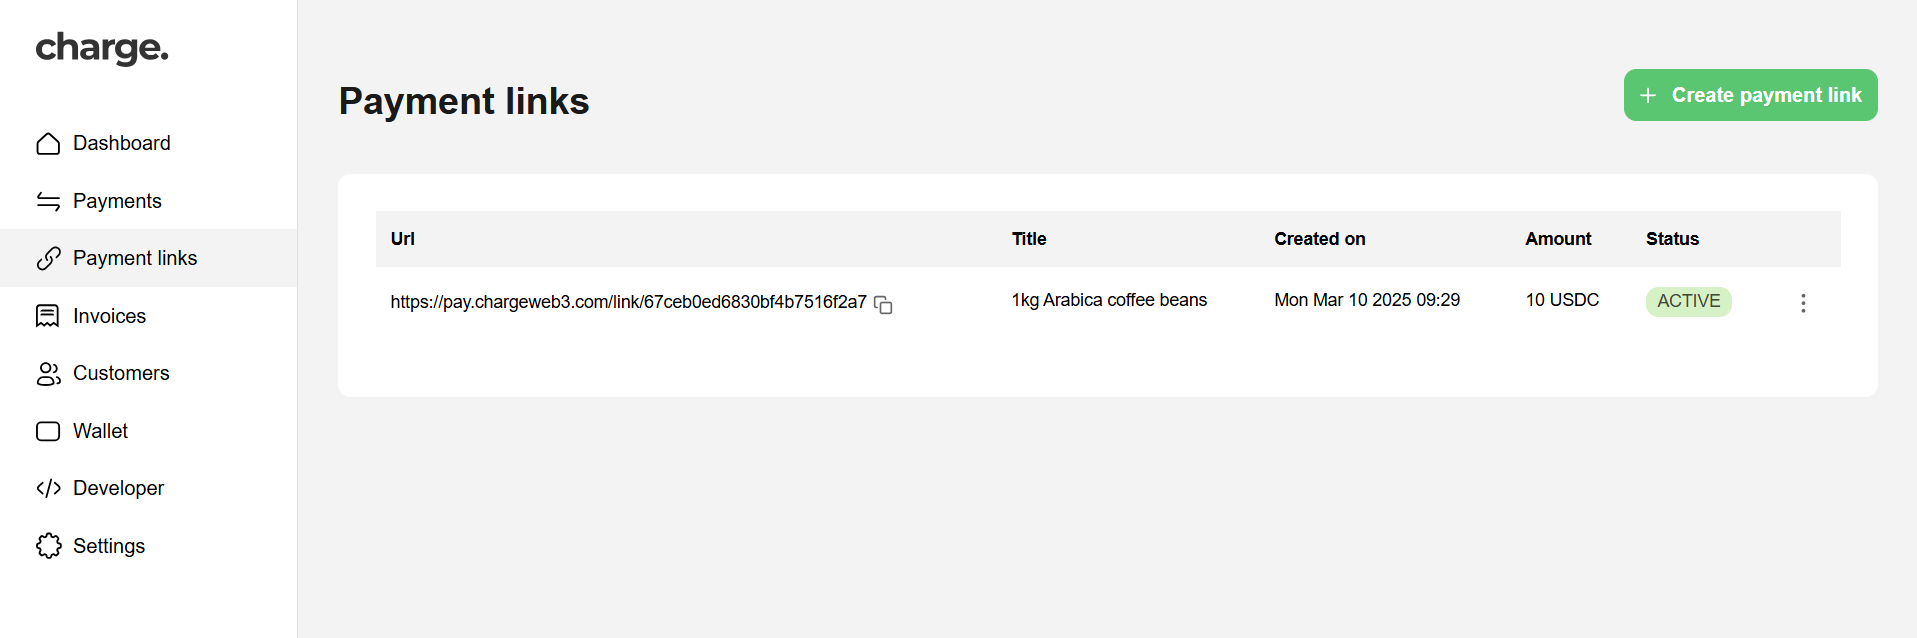 charge.
Dashboard
Payments
Payment links
Invoices
Customers
Wallet
Developer
Settings
Payment links
+ Create payment link
Url Title Created on Amount Status
https://pay.chargeweb3.com/link/67ceb0ed6830bf4b7516f2a7 1kg Arabica coffee beans Mon Mar 10 2025 09:29 10 USDC ACTIVE